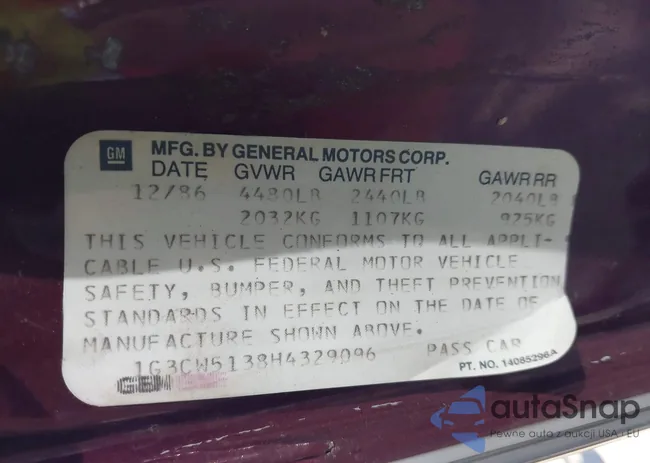 GM MFG. BY GENERAL MOTORS CORP.
DATE GVWR GAWR FRT GAWR RR
12/86 4480LB 2440LB 2040LB
2032KG 1107KG 925KG
THIS VEHICLE CONFORMS TO ALL APPLI-
CABLE U.S. FEDERAL MOTOR VEHICLE
SAFETY, BUMPER, AND THEFT PREVENTION
STANDARDS IN EFFECT ON THE DATE OF
MANUFACTURE SHOWN ABOVE.
1G3CW5138H4329096 PASS CAR
PT. NO. 14085296A
autaSnap
Pewne auta z aukcji USA i EU